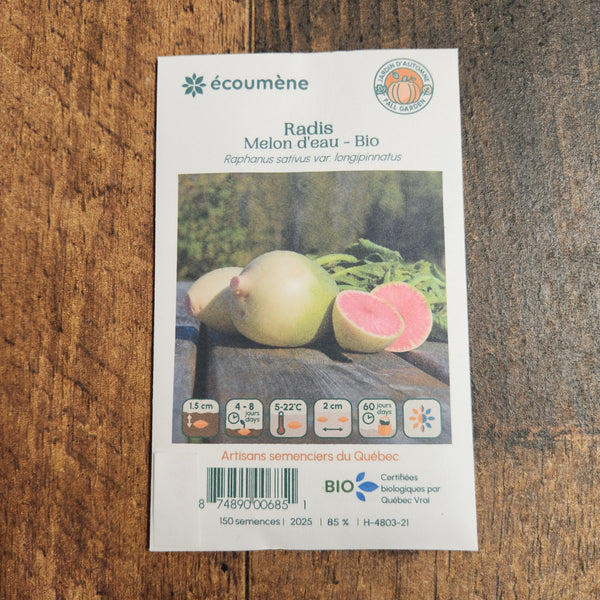 écoumène
JARDIN D'AUTOMNE
FALL GARDEN
Radis
Melon d'eau - Bio
Raphanus sativus var. longipinnatus
1.5 cm
4 - 8
jours
days
5-22°C
2 cm
60 jours
days
Artisans semenciers du Québec
8 74890 00685 1
BIO
Certifiées
biologiques par
Québec Vrai
150 semences | 2025 | 85 % | H-4803-21